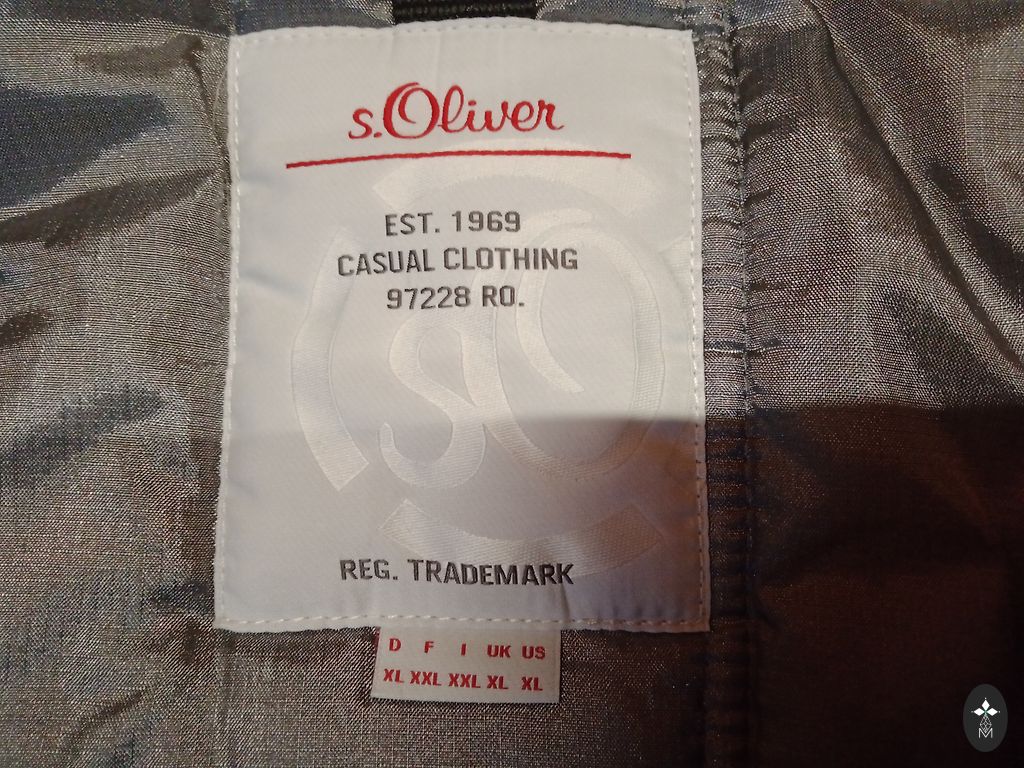 s.Oliver
EST. 1969
CASUAL CLOTHING
97228 RO.
REG. TRADEMARK
D F I UK US
XL XXL XXL XL XL
M